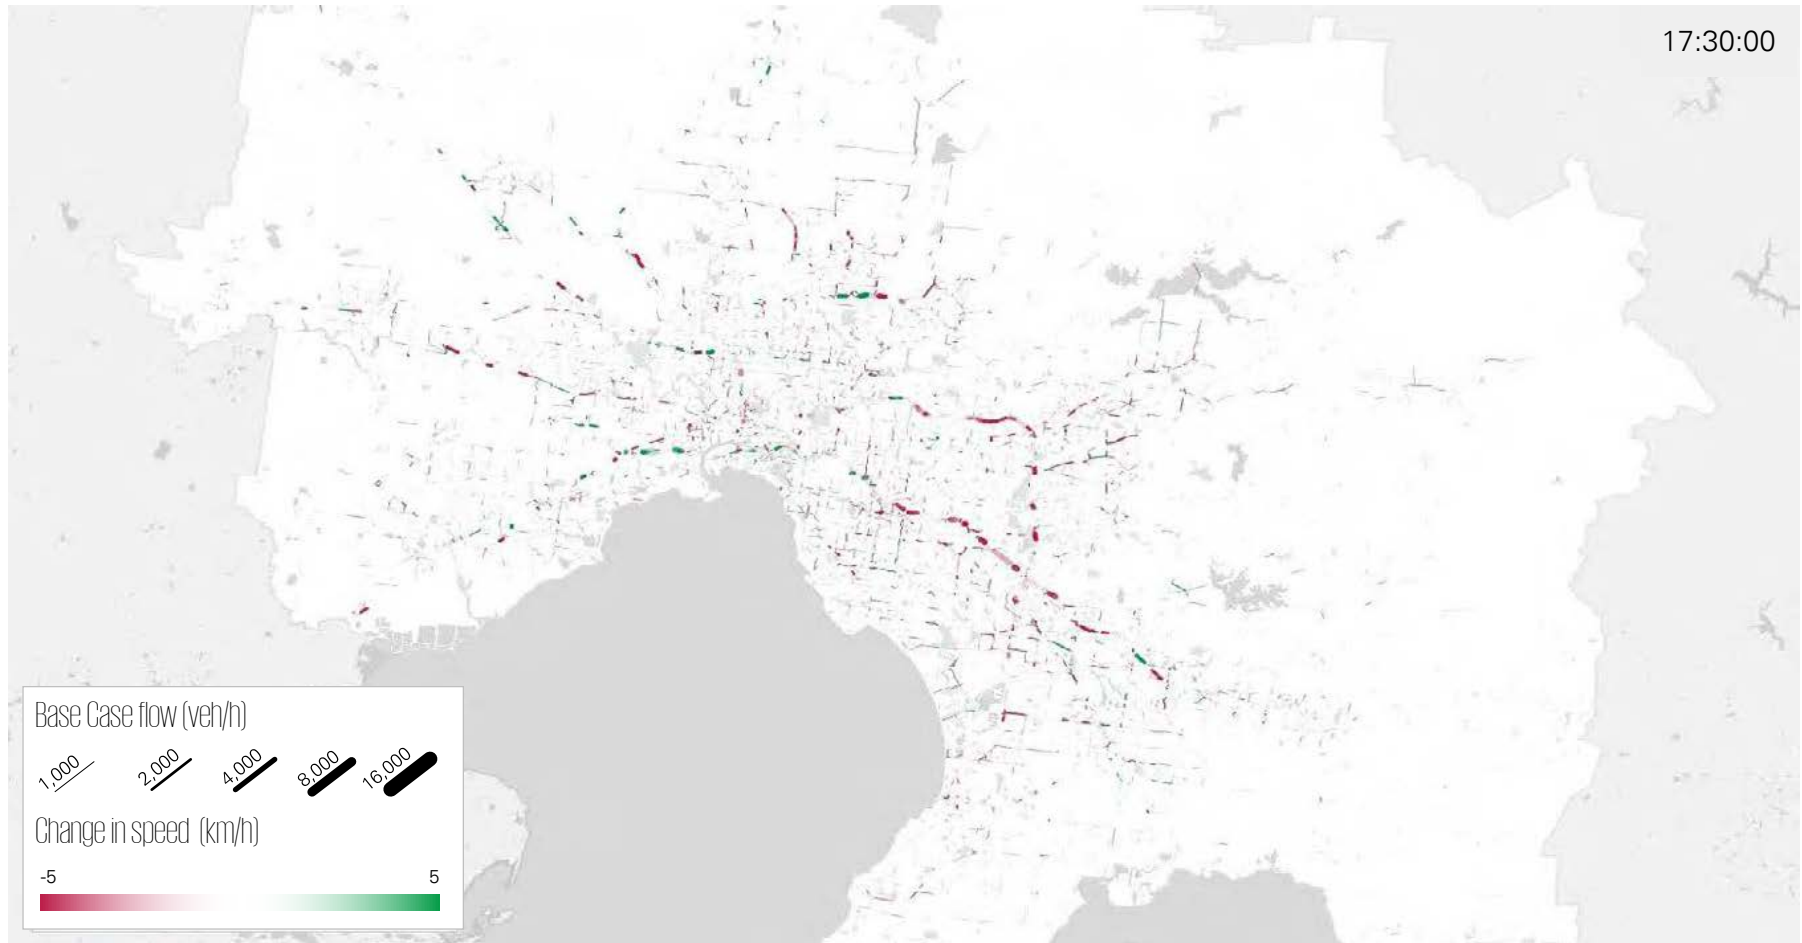 17:30:00
Base Case flow (veh/h)
1,000 2,000 4,000 8,000 16,000
Change in speed (km/h)
-5 5